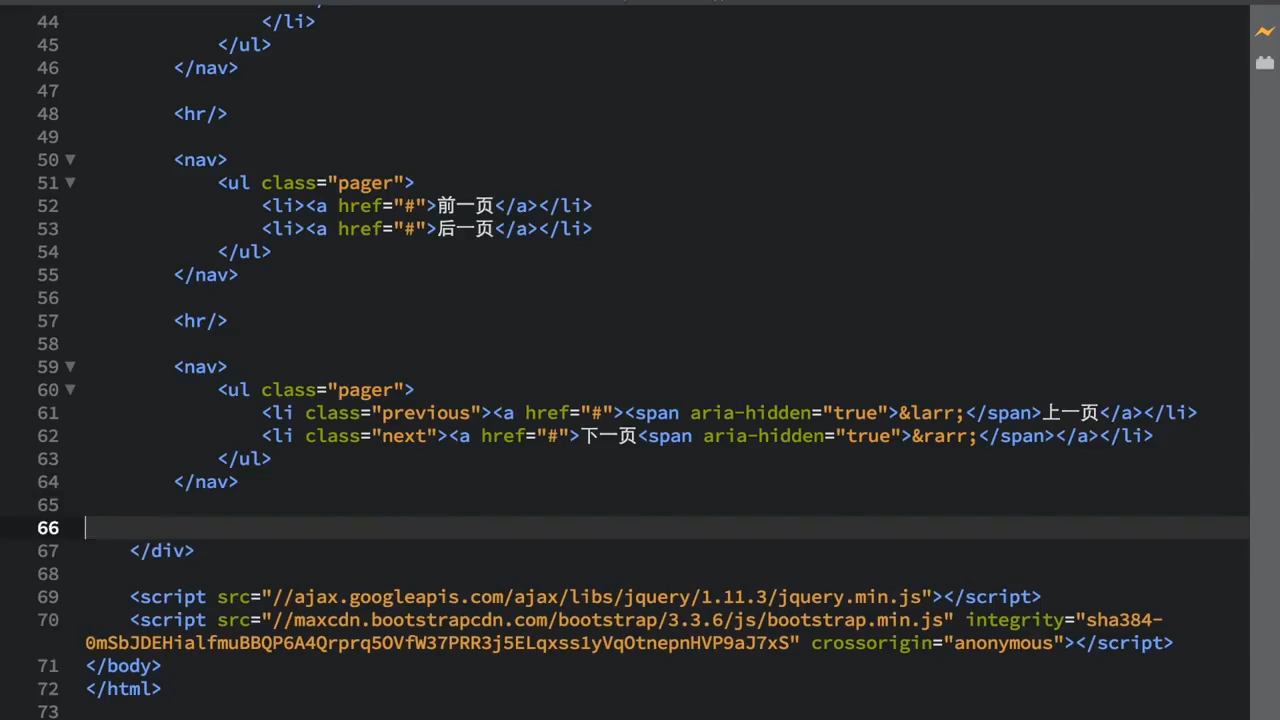 44 </li>
45 </ul>
46 </nav>
47
48 <hr/>
49
50 <nav>
51 <ul class="pager">
52 <li><a href="#">前一页</a></li>
53 <li><a href="#">后一页</a></li>
54 </ul>
55 </nav>
56
57 <hr/>
58
59 <nav>
60 <ul class="pager">
61 <li class="previous"><a href="#"><span aria-hidden="true">&larr;</span>上一页</a></li>
62 <li class="next"><a href="#">下一页<span aria-hidden="true">&rarr;</span></a></li>
63 </ul>
64 </nav>
65
66
67 </div>
68
69 <script src="//ajax.googleapis.com/ajax/libs/jquery/1.11.3/jquery.min.js"></script>
70 <script src="//maxcdn.bootstrapcdn.com/bootstrap/3.3.6/js/bootstrap.min.js" integrity="sha384-
0mSbJDEHialfmuBBQP6A4Qrprq5OVfW37PRR3j5ELqxss1yVqOtnepnHVP9aJ7xS" crossorigin="anonymous"></script>
71 </body>
72 </html>
73